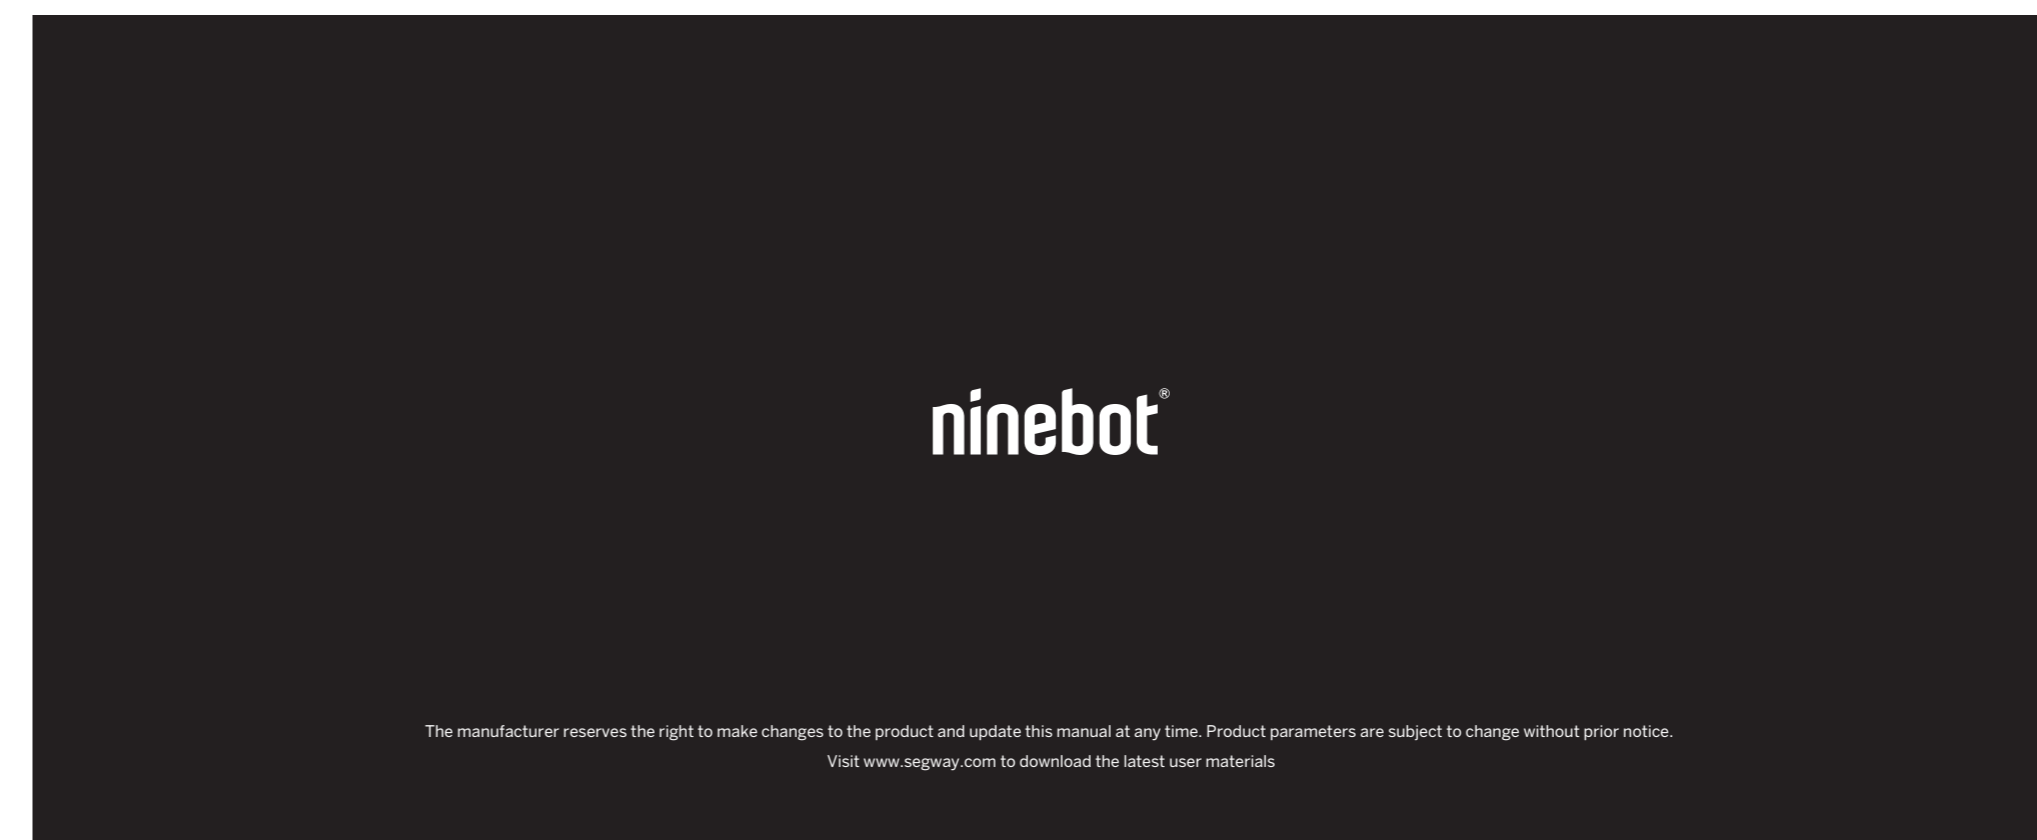 ninebot®
The manufacturer reserves the right to make changes to the product and update this manual at any time. Product parameters are subject to change without prior notice.
Visit www.segway.com to download the latest user materials